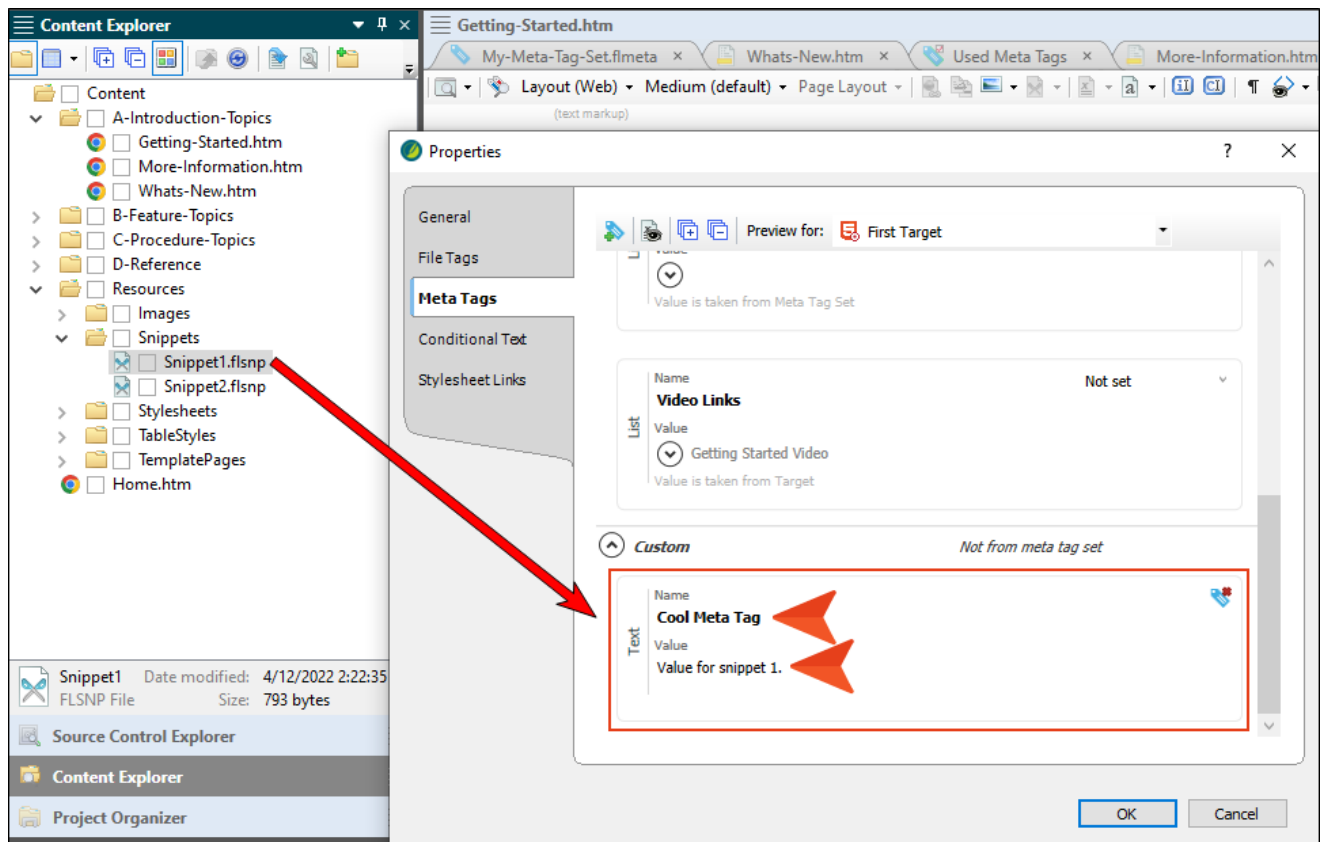 Content Explorer
Content
A-Introduction-Topics
Getting-Started.htm
More-Information.htm
Whats-New.htm
B-Feature-Topics
C-Procedure-Topics
D-Reference
Resources
Images
Snippets
Snippet1.flsnp
Snippet2.flsnp
Stylesheets
TableStyles
TemplatePages
Home.htm
Snippet1 Date modified: 4/12/2022 2:22:35
FLSNP File Size: 793 bytes
Source Control Explorer
Content Explorer
Project Organizer
Getting-Started.htm
My-Meta-Tag-Set.flmeta × Whats-New.htm × Used Meta Tags × More-Information.htm
Layout (Web) Medium (default) Page Layout
(text markup)
Properties ?
General
File Tags
Meta Tags
Conditional Text
Stylesheet Links
Preview for: First Target
Value is taken from Meta Tag Set
List
Name
Video Links
Not set
Value
Getting Started Video
Value is taken from Target
Custom Not from meta tag set
Text
Name
Cool Meta Tag
Value
Value for snippet 1.
OK Cancel